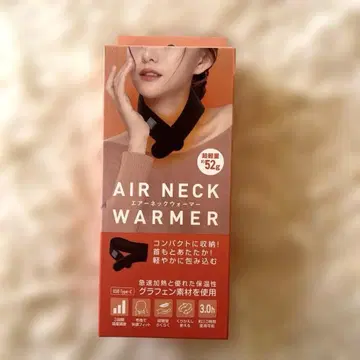 超軽量
約52g
AIR NECK
エアーネックウォーマー
WARMER
コンパクトに収納!
首もとあたたか!
軽やかに包み込む
急速加熱と優れた保温性
USB Type-C
グラフェン素材を使用
3.0h